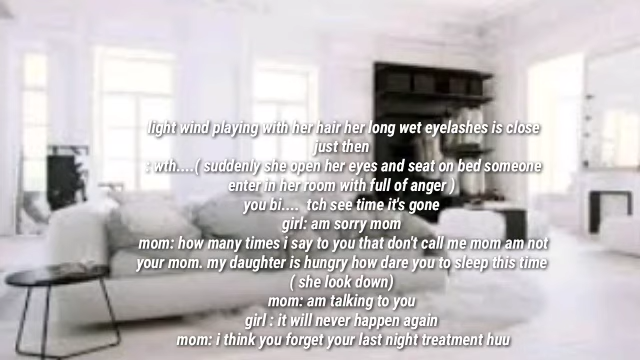 light wind playing with her hair her long wet eyelashes is close
just then
: wth....( suddenly she open her eyes and seat on bed someone
enter in her room with full of anger )
you bi.... tch see time it's gone
girl: am sorry mom
mom: how many times i say to you that don't call me mom am not
your mom. my daughter is hungry how dare you to sleep this time
( she look down)
mom: am talking to you
girl : it will never happen again
mom: i think you forget your last night treatment huu